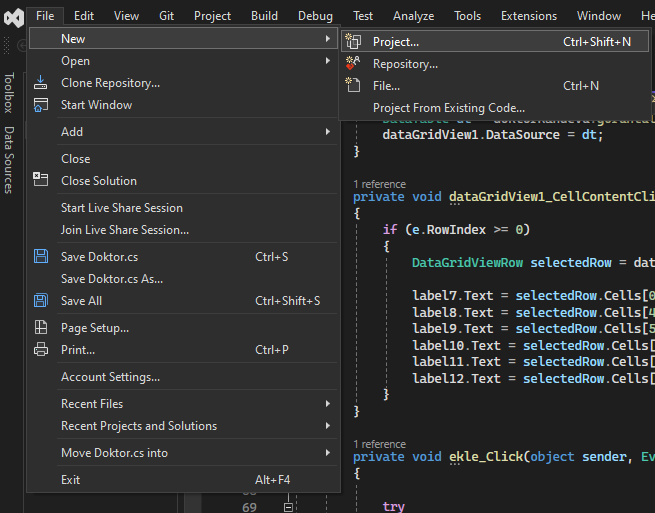 File Edit View Git Project Build Debug Test Analyze Tools Extensions Window
New
Project... Ctrl+Shift+N
Open
Repository...
Clone Repository...
File... Ctrl+N
Start Window
Project From Existing Code...
Toolbox
Data Sources
Add
Close
Close Solution
Start Live Share Session
Join Live Share Session...
Save Doktor.cs Ctrl+S
Save Doktor.cs As...
Save All Ctrl+Shift+S
Page Setup...
Print... Ctrl+P
Account Settings...
Recent Files
Recent Projects and Solutions
Move Doktor.cs into
Exit Alt+F4
dataGridView1.DataSource = dt;
}
1 reference
private void dataGridView1_CellContentCli
{
if (e.RowIndex >= 0)
{
DataGridViewRow selectedRow = dat
label7.Text = selectedRow.Cells[0
label8.Text = selectedRow.Cells[4
label9.Text = selectedRow.Cells[5
label10.Text = selectedRow.Cells[
label11.Text = selectedRow.Cells[
label12.Text = selectedRow.Cells[
}
}
1 reference
private void ekle_Click(object sender, Ev
{
69
try